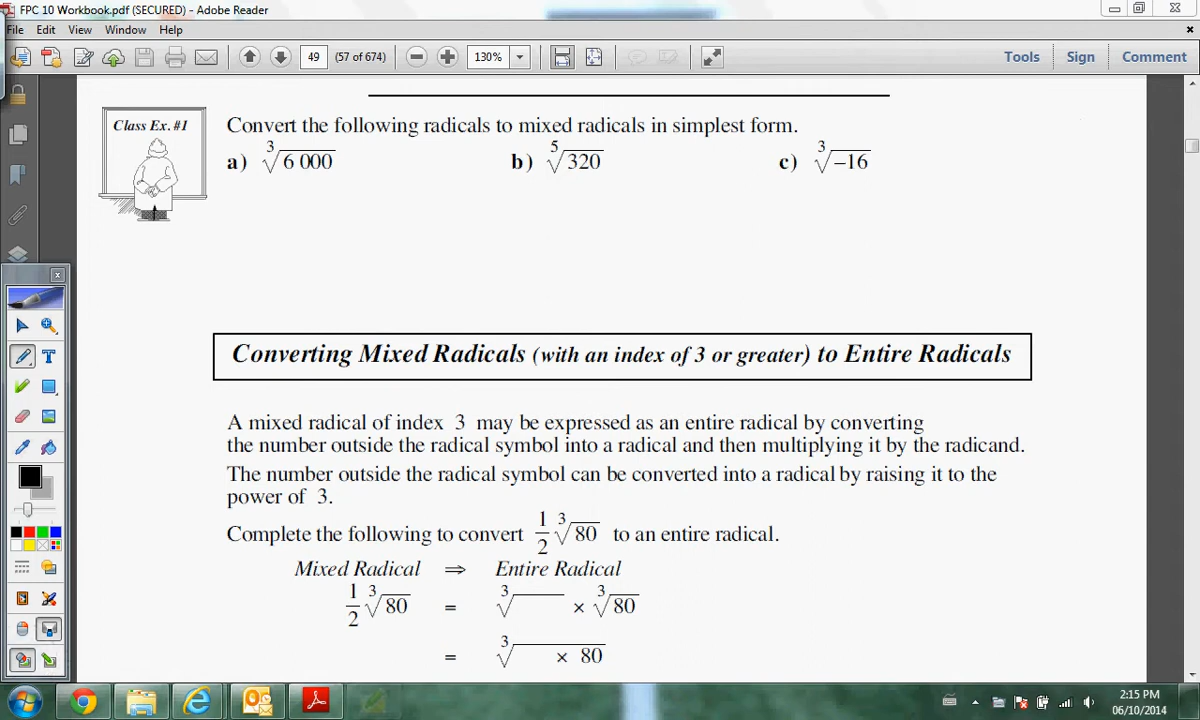 FPC 10 Workbook.pdf (SECURED) - Adobe Reader
File Edit View Window Help
49 (57 of 674) 130% Tools Sign Comment
Class Ex. #1
Convert the following radicals to mixed radicals in simplest form.
a) ∛6 000 b) ⁵√320 c) ∛–16
Converting Mixed Radicals (with an index of 3 or greater) to Entire Radicals
A mixed radical of index 3 may be expressed as an entire radical by converting
the number outside the radical symbol into a radical and then multiplying it by the radicand.
The number outside the radical symbol can be converted into a radical by raising it to the
power of 3.
Complete the following to convert 1/2 ∛80 to an entire radical.
Mixed Radical ⇒ Entire Radical
1/2 ∛80 = ∛ × ∛80
= ∛ × 80
T
2:15 PM
06/10/2014